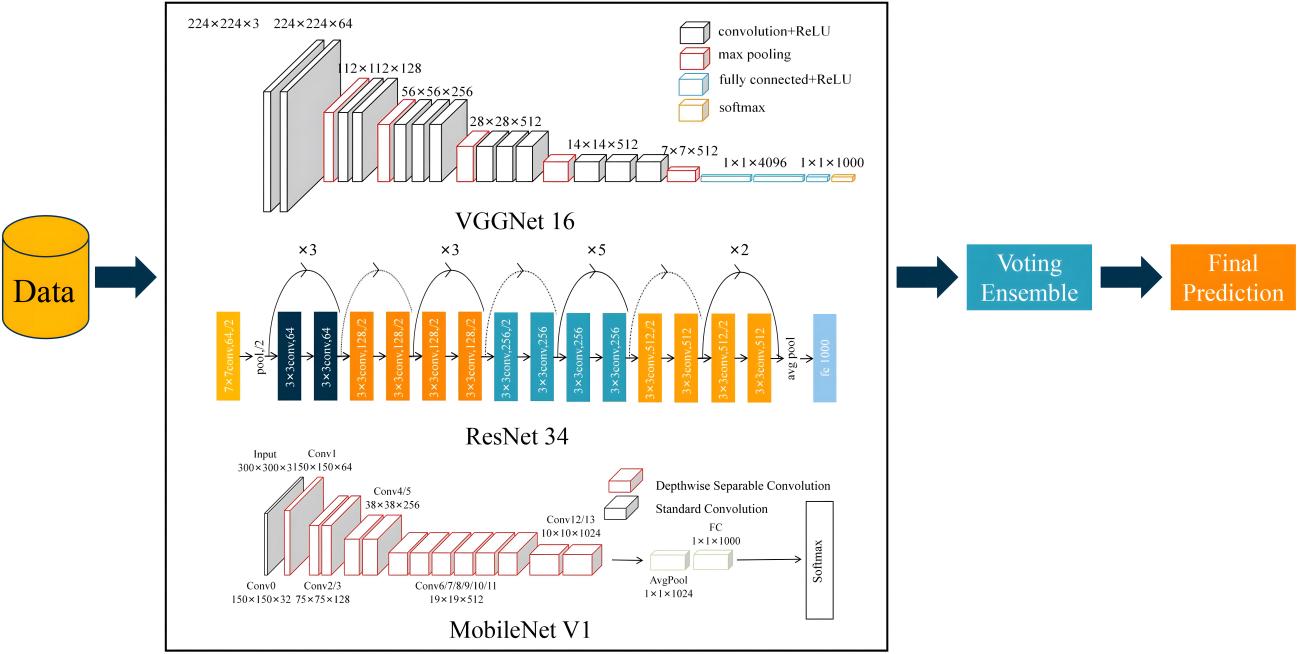 224×224×3
224×224×64
112×112×128
56×56×256
28×28×512
14×14×512
7×7×512
1×1×4096
1×1×1000
convolution+ReLU
max pooling
fully connected+ReLU
softmax
VGGNet 16
Data
×3
×3
×5
×2
7×7conv,64,/2
pool,/2
3×3conv,64
3×3conv,64
3×3conv,128,/2
3×3conv,128,/2
3×3conv,128,/2
3×3conv,128,/2
3×3conv,256,/2
3×3conv,256
3×3conv,256
3×3conv,256
3×3conv,512,/2
3×3conv,512
3×3conv,512,/2
3×3conv,512
avg pool
fc 1000
ResNet 34
Input
300×300×3
Conv1
150×150×64
Conv4/5
38×38×256
Conv12/13
10×10×1024
Depthwise Separable Convolution
Standard Convolution
FC
1×1×1000
Softmax
Conv0
150×150×32
Conv2/3
75×75×128
Conv6/7/8/9/10/11
19×19×512
AvgPool
1×1×1024
MobileNet V1
Voting
Ensemble
Final
Prediction